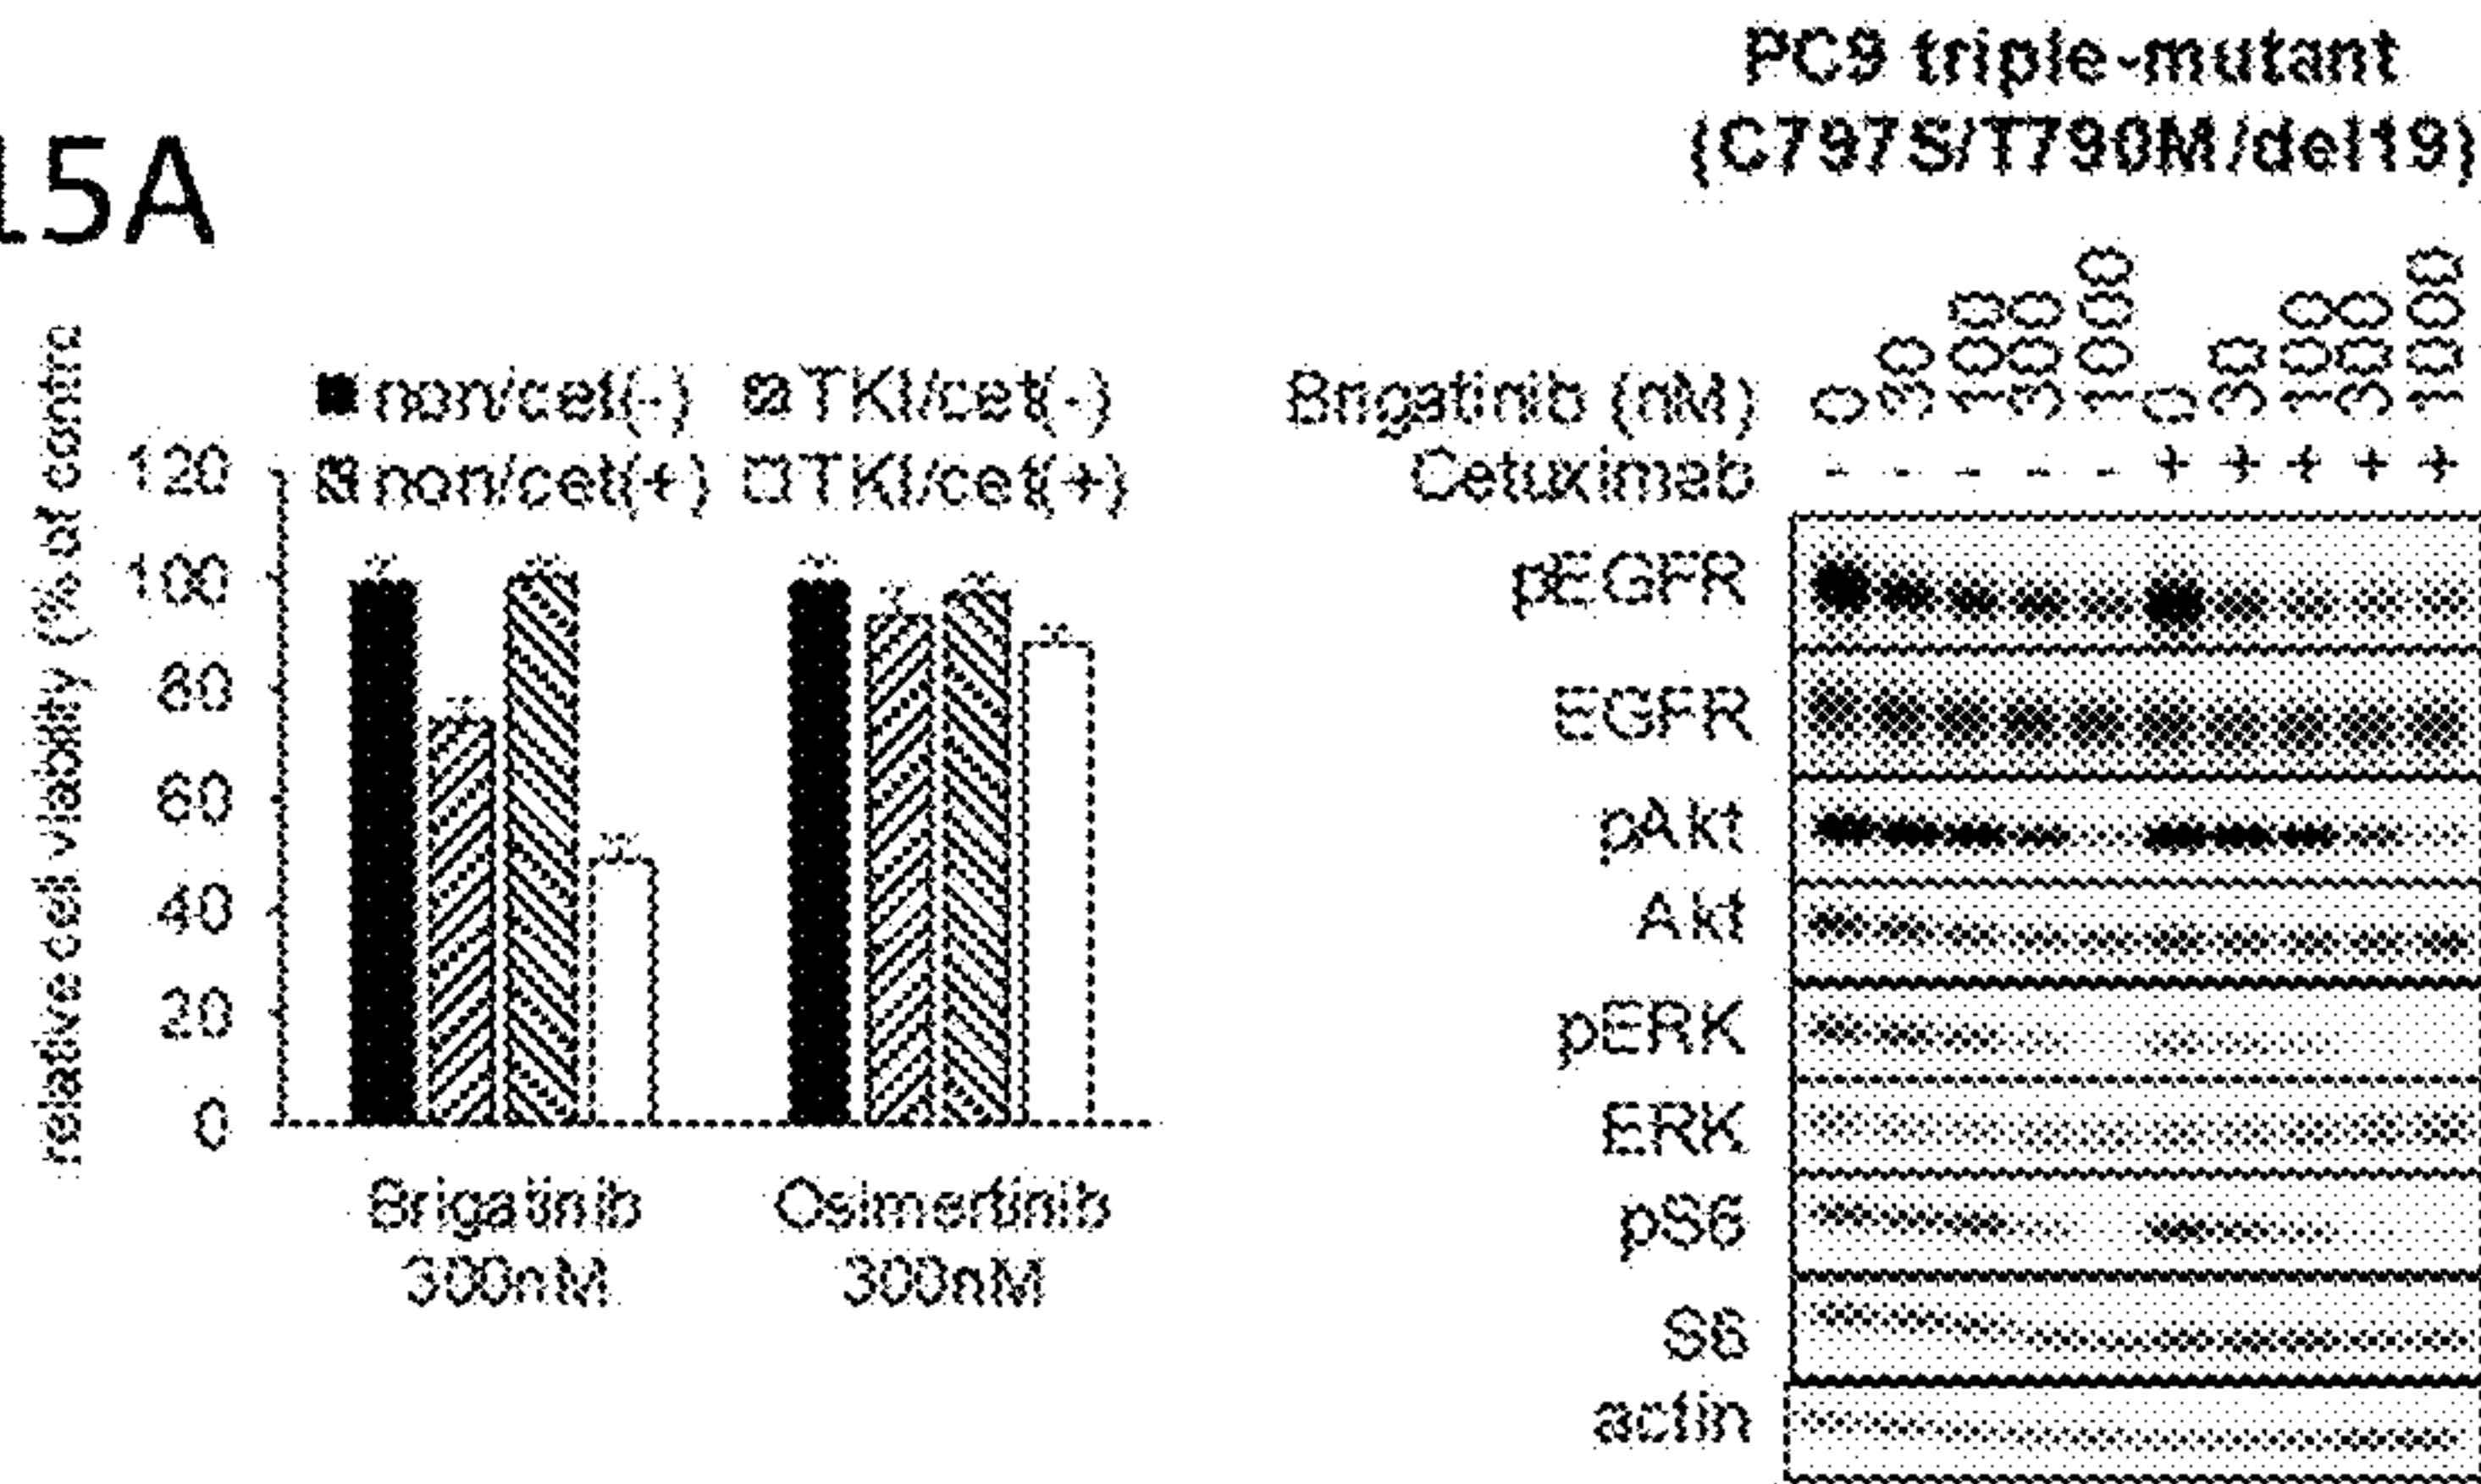 15A
relative cell viability (% of contro
non/cet(-) TKI/cet(-)
non/cet(+) TKI/cet(+)
120
100
80
60
40
20
0
Brigatinib
300nM
Osimertinib
300nM
PC9 triple-mutant
(C797S/T790M/del19)
Brigatinib (nM) 0 30 100 300 1000 0 30 100 300 1000
Cetuximab - - - - - + + + + +
pEGFR
EGFR
pAkt
Akt
pERK
ERK
pS6
S6
actin